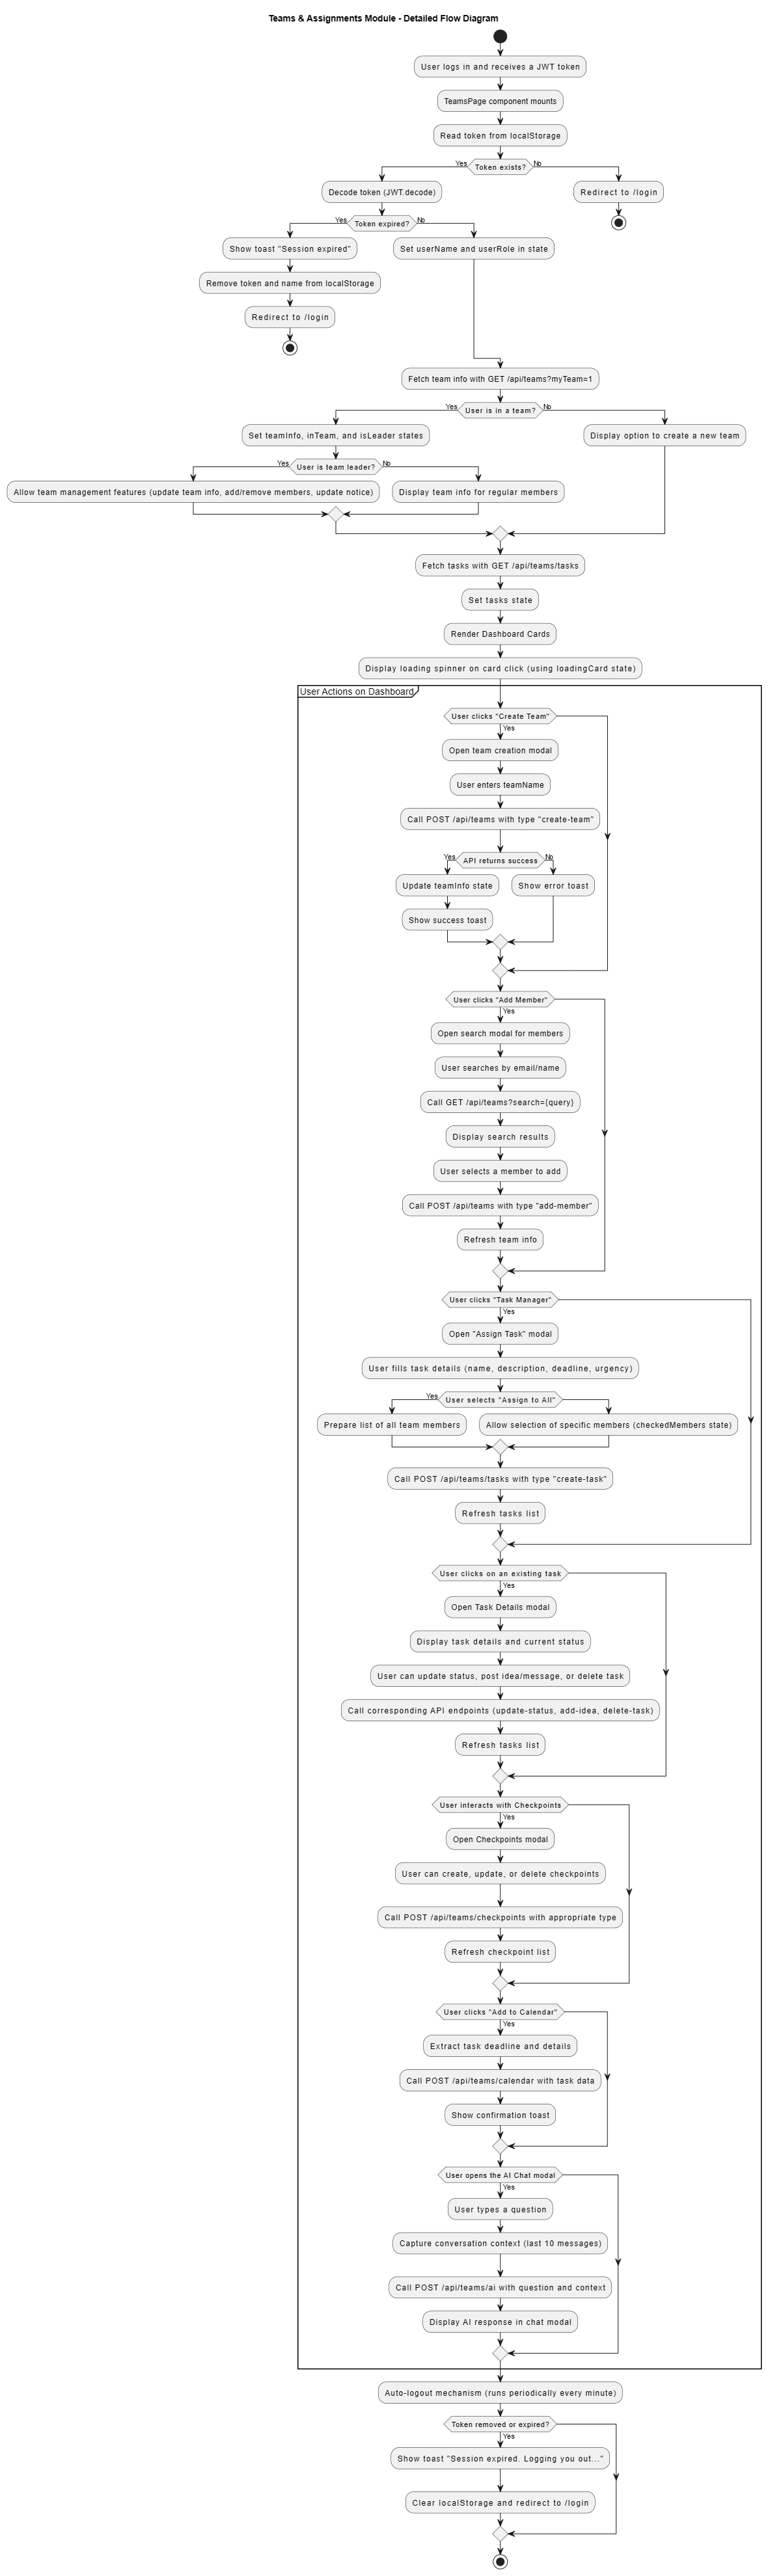 Teams & Assignments Module - Detailed Flow Diagram
User logs in and receives a JWT token
TeamsPage component mounts
Read token from localStorage
Yes
Token exists?
No
Decode token (JWT.decode)
Redirect to /login
Yes
Token expired?
No
Show toast "Session expired"
Set userName and userRole in state
Remove token and name from localStorage
Redirect to /login
Fetch team info with GET /api/teams?myTeam=1
Yes
User is in a team?
No
Set teamInfo, inTeam, and isLeader states
Display option to create a new team
Yes
User is team leader?
No
Allow team management features (update team info, add/remove members, update notice)
Display team info for regular members
Fetch tasks with GET /api/teams/tasks
Set tasks state
Render Dashboard Cards
Display loading spinner on card click (using loadingCard state)
User Actions on Dashboard
User clicks "Create Team"
Yes
Open team creation modal
User enters teamName
Call POST /api/teams with type "create-team"
Yes
API returns success
No
Update teamInfo state
Show error toast
Show success toast
User clicks "Add Member"
Yes
Open search modal for members
User searches by email/name
Call GET /api/teams?search={query}
Display search results
User selects a member to add
Call POST /api/teams with type "add-member"
Refresh team info
User clicks "Task Manager"
Yes
Open "Assign Task" modal
User fills task details (name, description, deadline, urgency)
Yes
User selects "Assign to All"
Prepare list of all team members
Allow selection of specific members (checkedMembers state)
Call POST /api/teams/tasks with type "create-task"
Refresh tasks list
User clicks on an existing task
Yes
Open Task Details modal
Display task details and current status
User can update status, post idea/message, or delete task
Call corresponding API endpoints (update-status, add-idea, delete-task)
Refresh tasks list
User interacts with Checkpoints
Yes
Open Checkpoints modal
User can create, update, or delete checkpoints
Call POST /api/teams/checkpoints with appropriate type
Refresh checkpoint list
User clicks "Add to Calendar"
Yes
Extract task deadline and details
Call POST /api/teams/calendar with task data
Show confirmation toast
User opens the AI Chat modal
Yes
User types a question
Capture conversation context (last 10 messages)
Call POST /api/teams/ai with question and context
Display AI response in chat modal
Auto-logout mechanism (runs periodically every minute)
Token removed or expired?
Yes
Show toast "Session expired. Logging you out..."
Clear localStorage and redirect to /login